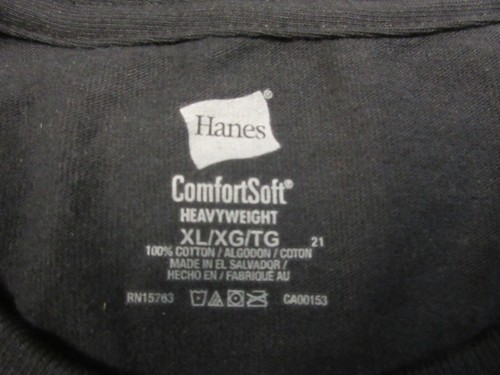 Hanes®
ComfortSoft®
HEAVYWEIGHT
XL/XG/TG 21
100% COTTON / ALGODON / COTON
MADE IN EL SALVADOR /
HECHO EN / FABRIQUE AU
RN15763 CA00153